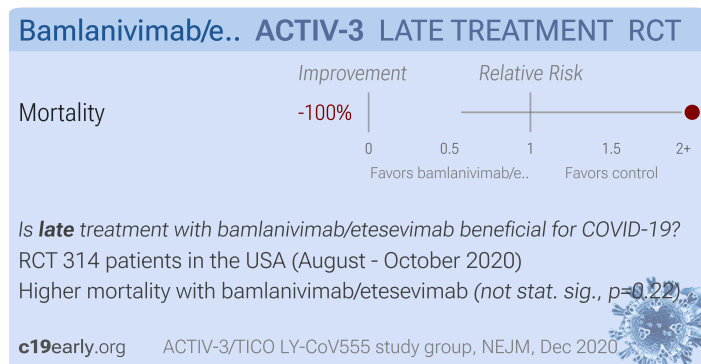 Bamlanivimab/e.. ACTIV-3 LATE TREATMENT RCT
Improvement Relative Risk
Mortality -100%
0 0.5 1 1.5 2+
Favors bamlanivimab/e.. Favors control
Is late treatment with bamlanivimab/etesevimab beneficial for COVID-19?
RCT 314 patients in the USA (August - October 2020)
Higher mortality with bamlanivimab/etesevimab (not stat. sig., p=0.22)
c19early.org ACTIV-3/TICO LY-CoV555 study group, NEJM, Dec 2020